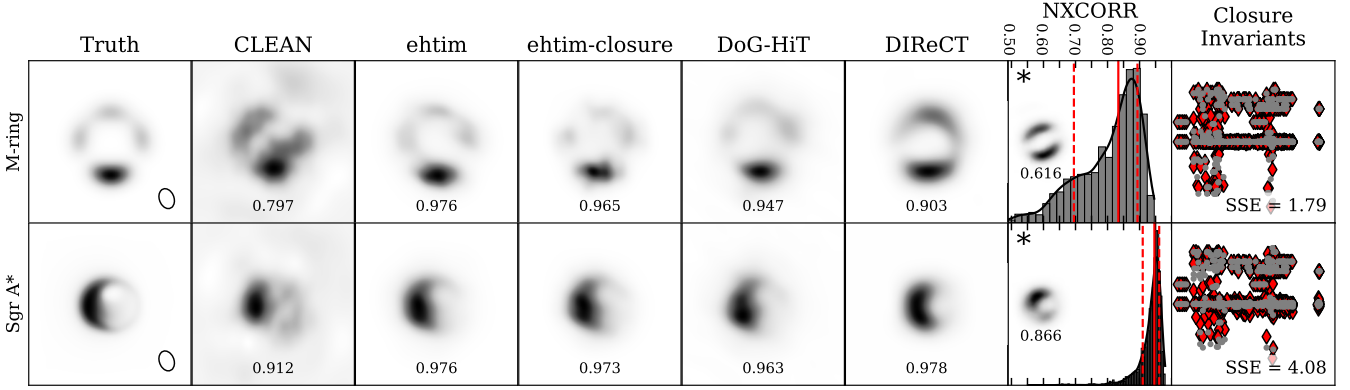 Truth CLEAN ehtim ehtim-closure DoG-HiT DIReCT NXCORR Closure Invariants
0.50 0.60 0.70 0.80 0.90
M-ring
0.797 0.976 0.965 0.947 0.903 * 0.616 SSE = 1.79
Sgr A*
0.912 0.976 0.973 0.963 0.978 * 0.866 SSE = 4.08